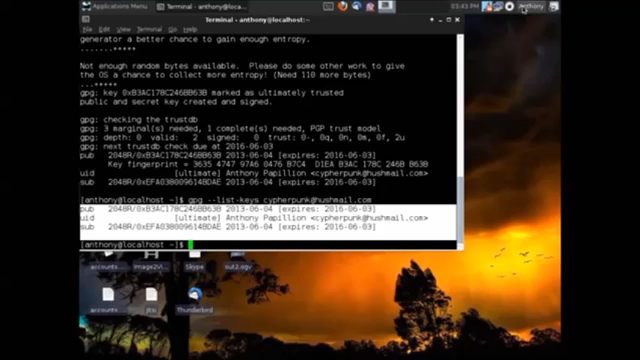 Applications Menu
Terminal - anthony@localhost:~
03:43 PM
Anthony
Terminal - anthony@localhost:~
File Edit View Terminal Go Help
generator a better chance to gain enough entropy.
.......*****
Not enough random bytes available.  Please do some other work to give
the OS a chance to collect more entropy! (Need 110 more bytes)
...*****
gpg: key 0xB3AC178C246BB63B marked as ultimately trusted
public and secret key created and signed.
gpg: checking the trustdb
gpg: 3 marginal(s) needed, 1 complete(s) needed, PGP trust model
gpg: depth: 0  valid:   2  signed:   0  trust: 0-, 0q, 0n, 0m, 0f, 2u
gpg: next trustdb check due at 2016-06-03
pub   2048R/0xB3AC178C246BB63B 2013-06-04 [expires: 2016-06-03]
Key fingerprint = 3635 4747 97A6 0476 B7C4  D1EA B3AC 178C 246B B63B
uid   [ultimate] Anthony Papillion <cypherpunk@hushmail.com>
sub   2048R/0xEFA038009614BDAE 2013-06-04 [expires: 2016-06-03]
[anthony@localhost ~]$ gpg --list-keys cypherpunk@hushmail.com
pub   2048R/0xB3AC178C246BB63B 2013-06-04 [expires: 2016-06-03]
uid   [ultimate] Anthony Papillion <cypherpunk@hushmail.com>
sub   2048R/0xEFA038009614BDAE 2013-06-04 [expires: 2016-06-03]
[anthony@localhost ~]$
accounts...
Skype
out2.ogv
accounts
jitsi
Thunderbird